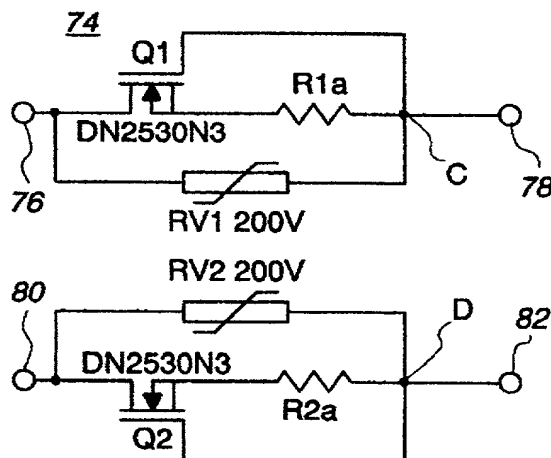 74
Q1
R1a
DN2530N3
76
C
78
RV1 200V
RV2 200V
80
D
82
DN2530N3
R2a
Q2